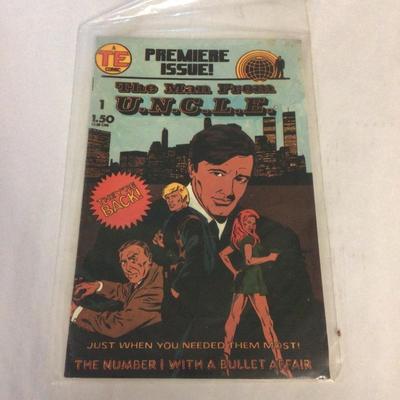 A
TE
COMIC
PREMIERE
ISSUE!
The Man From
U.N.C.L.E.
1
1.50
BACK!
JUST WHEN YOU NEEDED THEM MOST!
THE NUMBER 1 WITH A BULLET AFFAIR